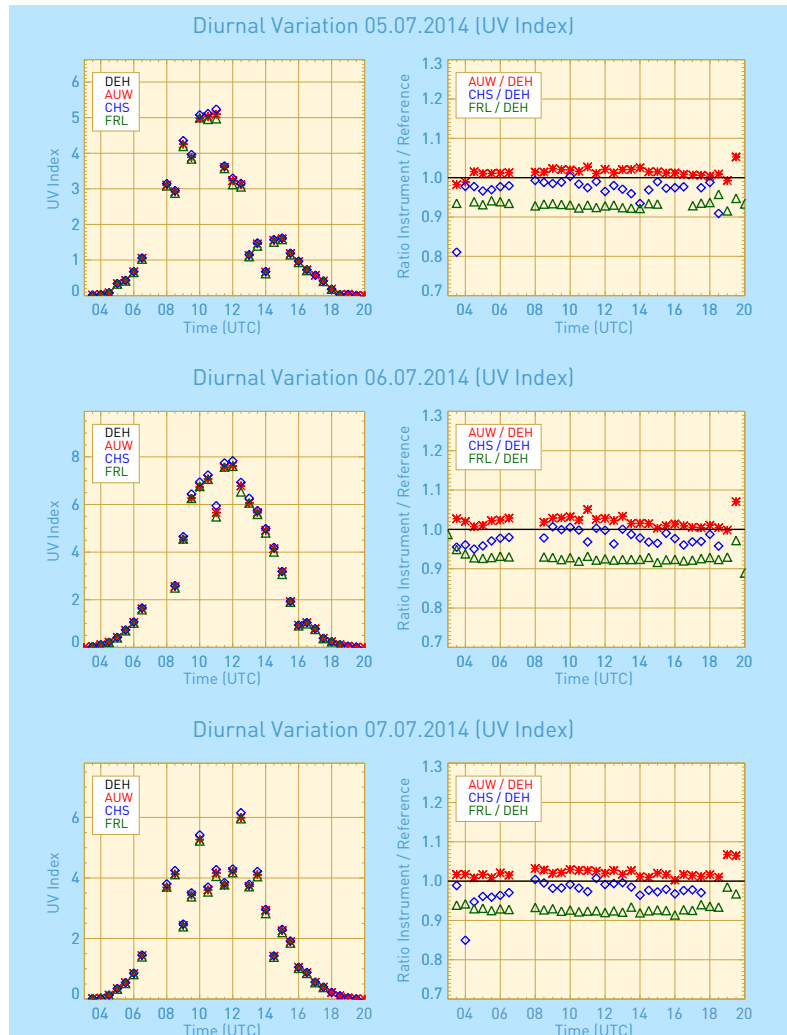 Diurnal Variation 05.07.2014 (UV Index)
UV Index
6
5
4
3
2
1
0
DEH
AUW
CHS
FRL
04 06 08 10 12 14 16 18 20
Time (UTC)
Ratio Instrument / Reference
1.3
1.2
1.1
1.0
0.9
0.8
0.7
AUW / DEH
CHS / DEH
FRL / DEH
04 06 08 10 12 14 16 18 20
Time (UTC)
Diurnal Variation 06.07.2014 (UV Index)
UV Index
8
6
4
2
0
DEH
AUW
CHS
FRL
04 06 08 10 12 14 16 18 20
Time (UTC)
Ratio Instrument / Reference
1.3
1.2
1.1
1.0
0.9
0.8
0.7
AUW / DEH
CHS / DEH
FRL / DEH
04 06 08 10 12 14 16 18 20
Time (UTC)
Diurnal Variation 07.07.2014 (UV Index)
UV Index
6
4
2
0
DEH
AUW
CHS
FRL
04 06 08 10 12 14 16 18 20
Time (UTC)
Ratio Instrument / Reference
1.3
1.2
1.1
1.0
0.9
0.8
0.7
AUW / DEH
CHS / DEH
FRL / DEH
04 06 08 10 12 14 16 18 20
Time (UTC)